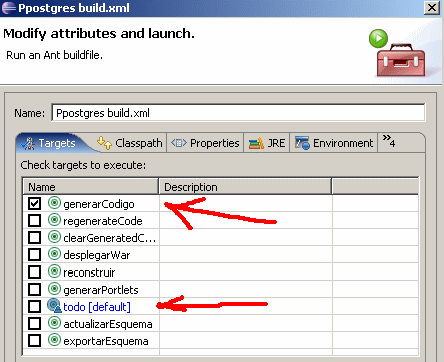 Ppostgres build.xml
Modify attributes and launch.
Run an Ant buildfile.
Name: Ppostgres build.xml
Targets Classpath Properties JRE Environment »4
Check targets to execute:
Name Description
generarCodigo
regenerateCode
clearGeneratedC...
desplegarWar
reconstruir
generarPortlets
todo [default]
actualizarEsquema
exportarEsquema